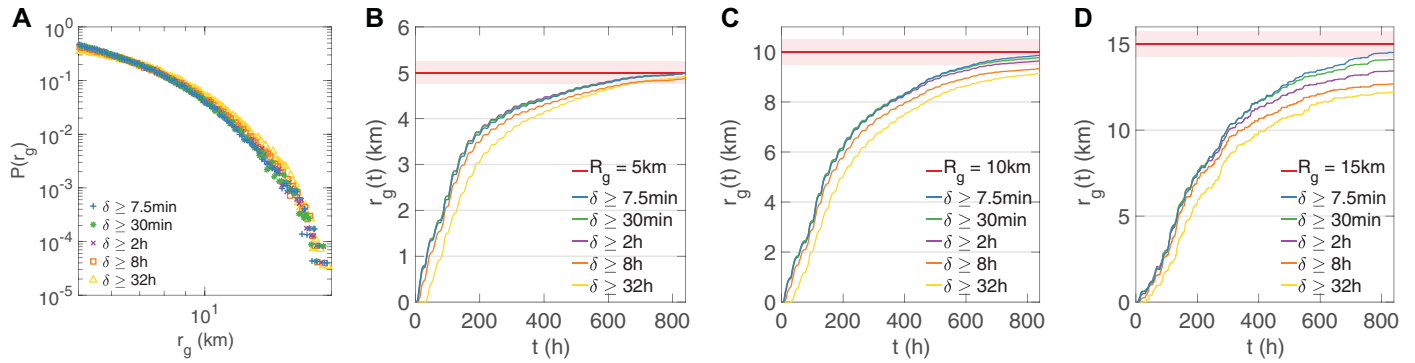 A
10^0
10^-1
10^-2
10^-3
10^-4
10^-5
P(r_g)
δ ≥ 7.5min
δ ≥ 30min
δ ≥ 2h
δ ≥ 8h
δ ≥ 32h
10^1
r_g (km)
B
6
5
4
3
2
1
0
r_g(t) (km)
R_g = 5km
δ ≥ 7.5min
δ ≥ 30min
δ ≥ 2h
δ ≥ 8h
δ ≥ 32h
0 200 400 600 800
t (h)
C
10
8
6
4
2
0
r_g(t) (km)
R_g = 10km
δ ≥ 7.5min
δ ≥ 30min
δ ≥ 2h
δ ≥ 8h
δ ≥ 32h
0 200 400 600 800
t (h)
D
15
10
5
0
r_g(t) (km)
R_g = 15km
δ ≥ 7.5min
δ ≥ 30min
δ ≥ 2h
δ ≥ 8h
δ ≥ 32h
0 200 400 600 800
t (h)